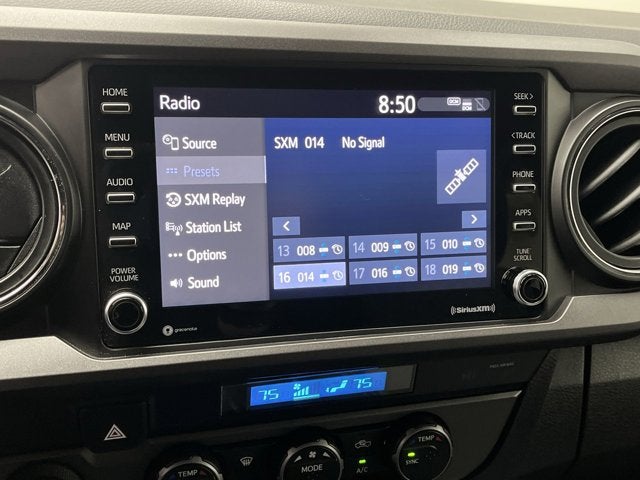 HOME
MENU
AUDIO
MAP
POWER
VOLUME
Radio
8:50
DCM
Source
Presets
SXM Replay
Station List
Options
Sound
SXM 014 No Signal
<
>
13 008
14 009
15 010
16 014
17 016
18 019
SEEK >
< TRACK
PHONE
APPS
TUNE
SCROLL
gracenote
((SiriusXM))
75
75
TEMP
MODE
A/C
TEMP
SYNC